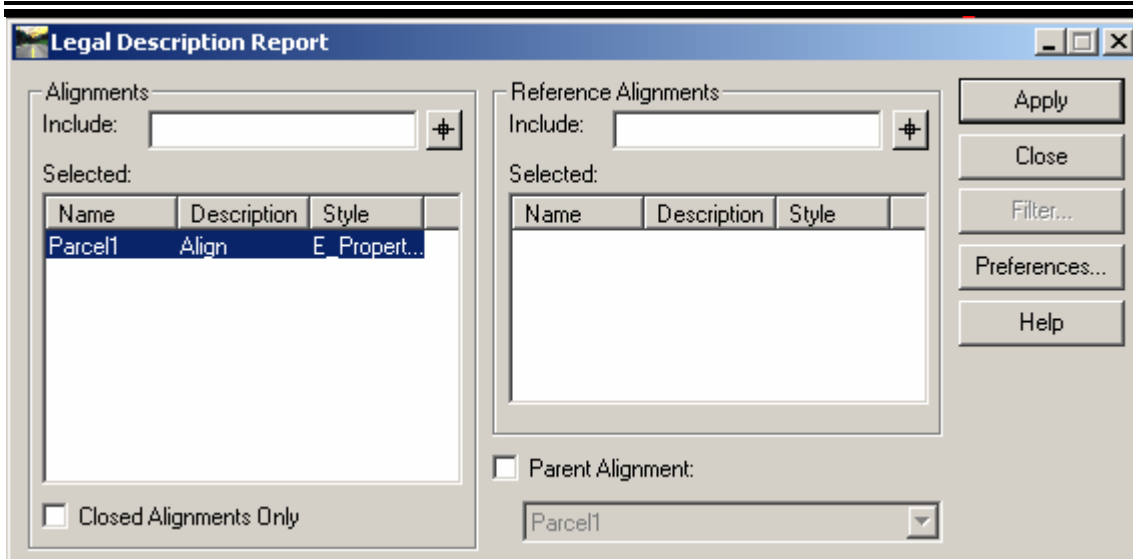 Legal Description Report
Alignments
Include:
Selected:
Name Description Style
Parcel1 Align E_Propert...
Closed Alignments Only
Reference Alignments
Include:
Selected:
Name Description Style
Parent Alignment:
Parcel1
Apply
Close
Filter...
Preferences...
Help